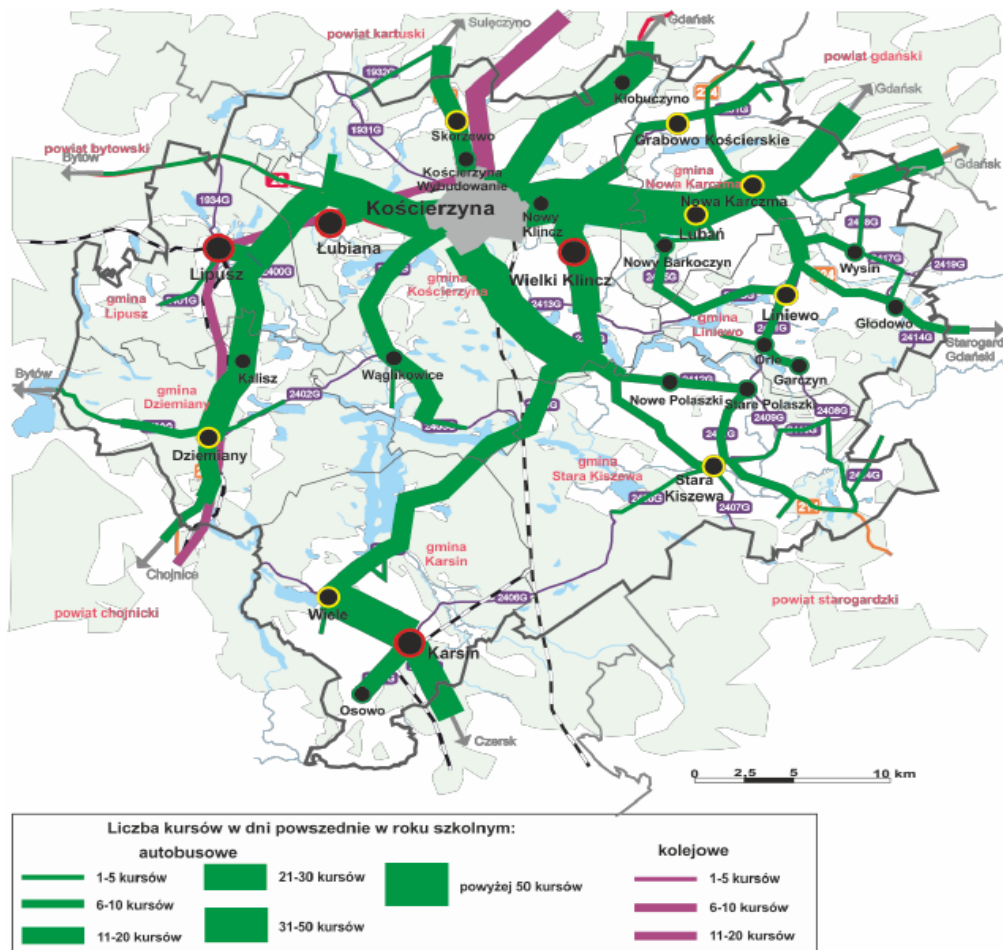 Sulęczyno
Gdańsk
powiat kartuski
powiat gdański
1932G
Kłobuczyno
Gdańsk
1931G
Skorzewo
Grabowo Kościerskie
powiat bytowski
Bytów
Kościerzyna
Wybudowanie
gmina
Nowa Karczma
Gdańsk
1934G
Kościerzyna
Nowy
Klincz
Nowa Karczma
Łubiana
Lubań
2418G
Lipusz
2400G
Wielki Klincz
Nowy Barkoczyn
Wysin
2417G
2419G
gmina
Kościerzyna
gmina
Lipusz
2413G
Liniewo
gmina
Liniewo
Głodowo
2414G
Starogard
Gdański
Orle
Garczyn
Bytów
Kalisz
Wąglikowice
2402G
gmina
Dziemiany
Nowe Polaszki
Stare Polaszki
2408G
2409G
Dziemiany
gmina
Stara Kiszewa
Stara
Kiszewa
2407G
Chojnice
gmina
Karsin
powiat chojnicki
Wiele
2406G
powiat starogardzki
Karsin
Osowo
Czersk
0 2,5 5 10 km
Liczba kursów w dni powszednie w roku szkolnym:
autobusowe
kolejowe
1-5 kursów
21-30 kursów
powyżej 50 kursów
1-5 kursów
6-10 kursów
6-10 kursów
11-20 kursów
31-50 kursów
11-20 kursów